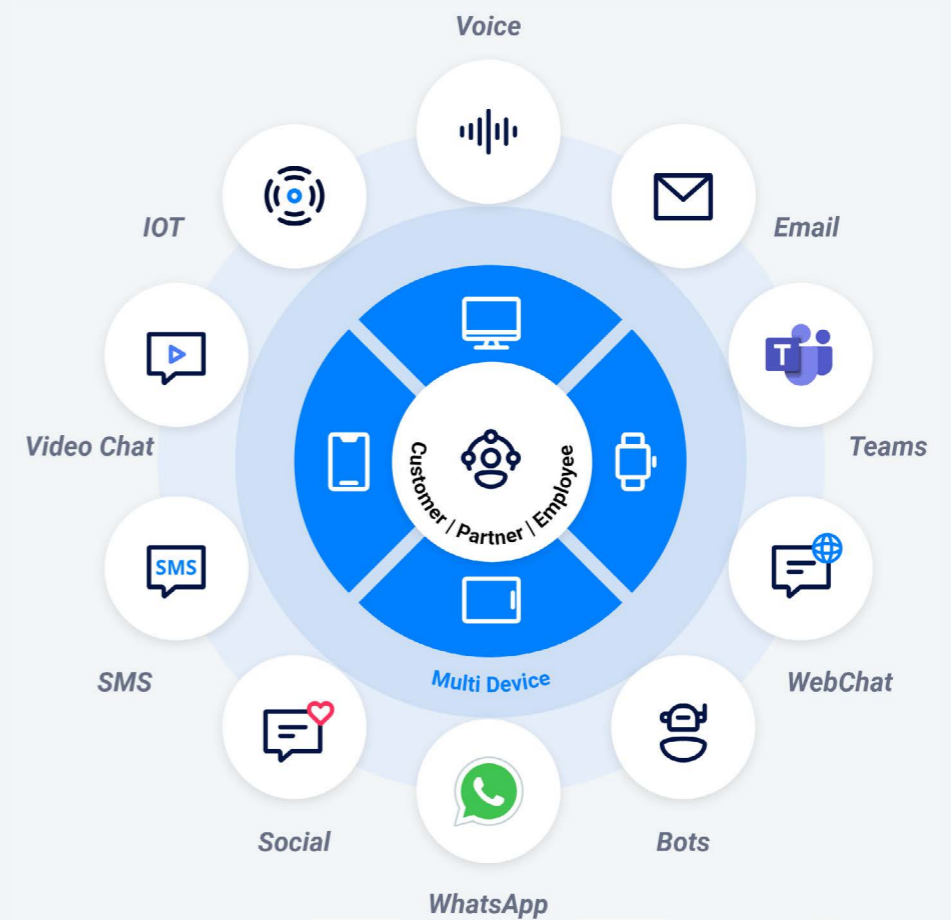 Voice
IOT
Email
Video Chat
T
Teams
Customer | Partner | Employee
SMS
SMS
WebChat
Multi Device
Social
Bots
WhatsApp